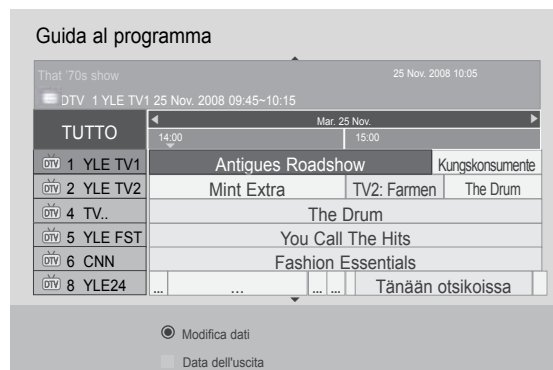 Guida al programma
That '70s show 25 Nov. 2008 10:05
DTV 1 YLE TV1 25 Nov. 2008 09:45~10:15
TUTTO
Mar. 25 Nov.
14:00 15:00
DTV 1 YLE TV1 Antigues Roadshow Kungskonsumente
DTV 2 YLE TV2 Mint Extra TV2: Farmen The Drum
DTV 4 TV.. The Drum
DTV 5 YLE FST You Call The Hits
DTV 6 CNN Fashion Essentials
DTV 8 YLE24 ... ... ... ... Tänään otsikoissa
Modifica dati
Data dell'uscita